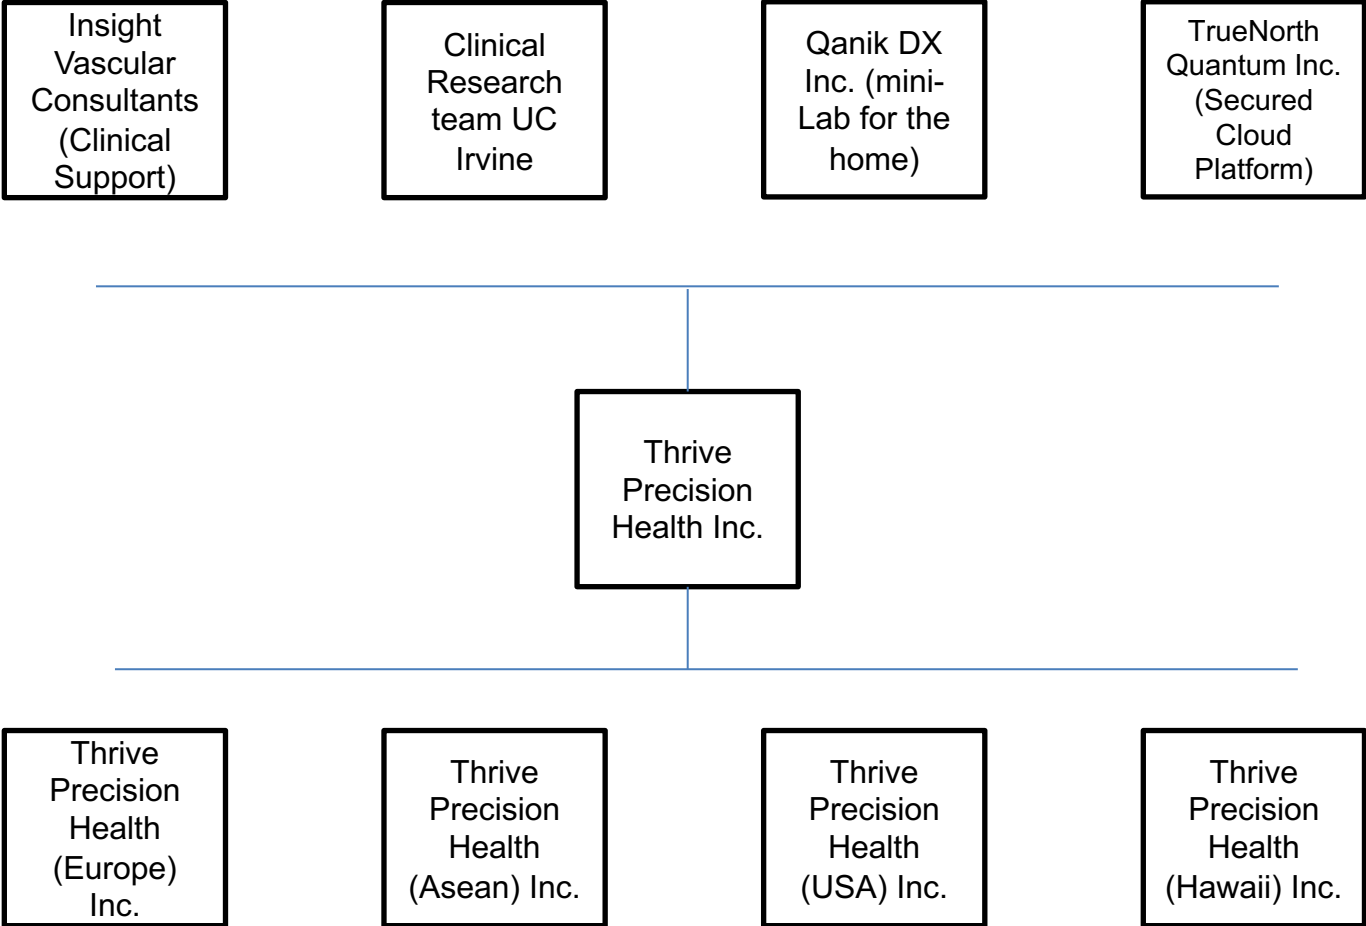 Insight
Vascular
Consultants
(Clinical
Support)
Clinical
Research
team UC
Irvine
Qanik DX
Inc. (mini-
Lab for the
home)
TrueNorth
Quantum Inc.
(Secured
Cloud
Platform)
Thrive
Precision
Health Inc.
Thrive
Precision
Health
(Europe)
Inc.
Thrive
Precision
Health
(Asean) Inc.
Thrive
Precision
Health
(USA) Inc.
Thrive
Precision
Health
(Hawaii) Inc.